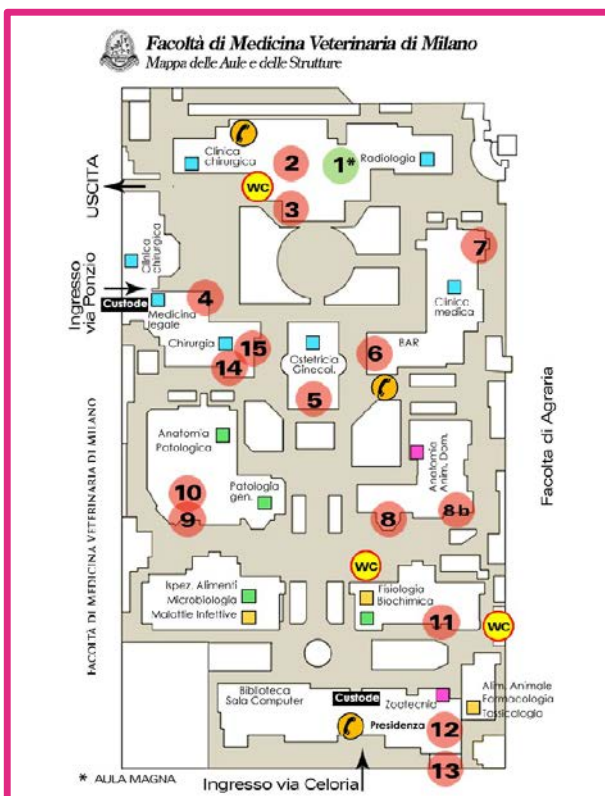 Facoltà di Medicina Veterinaria di Milano
Mappa delle Aule e delle Strutture
USCITA
Clinica
chirurgica
2
1*
Radiologia
WC
3
Clinica
chirurgica
7
Ingresso
via Ponzio
Custode
4
Medicina
legale
Clinica
medica
Chirurgia
15
14
Ostetricia
Ginecol.
6
BAR
5
FACOLTÀ DI MEDICINA VETERINARIA DI MILANO
Facolta di Agraria
Anatomia
Patologica
Anatomia
Anim. Dom.
10
Patologia
gen.
9
8
8 b
WC
Ispez. Alimenti
Microbiologia
Malattie Infettive
Fisiologia
Biochimica
11
WC
Biblioteca
Sala Computer
Custode
Zootecnia
Alim. Animale
Farmacologia
Tossicologia
Presidenza
12
13
* AULA MAGNA
Ingresso via Celoria